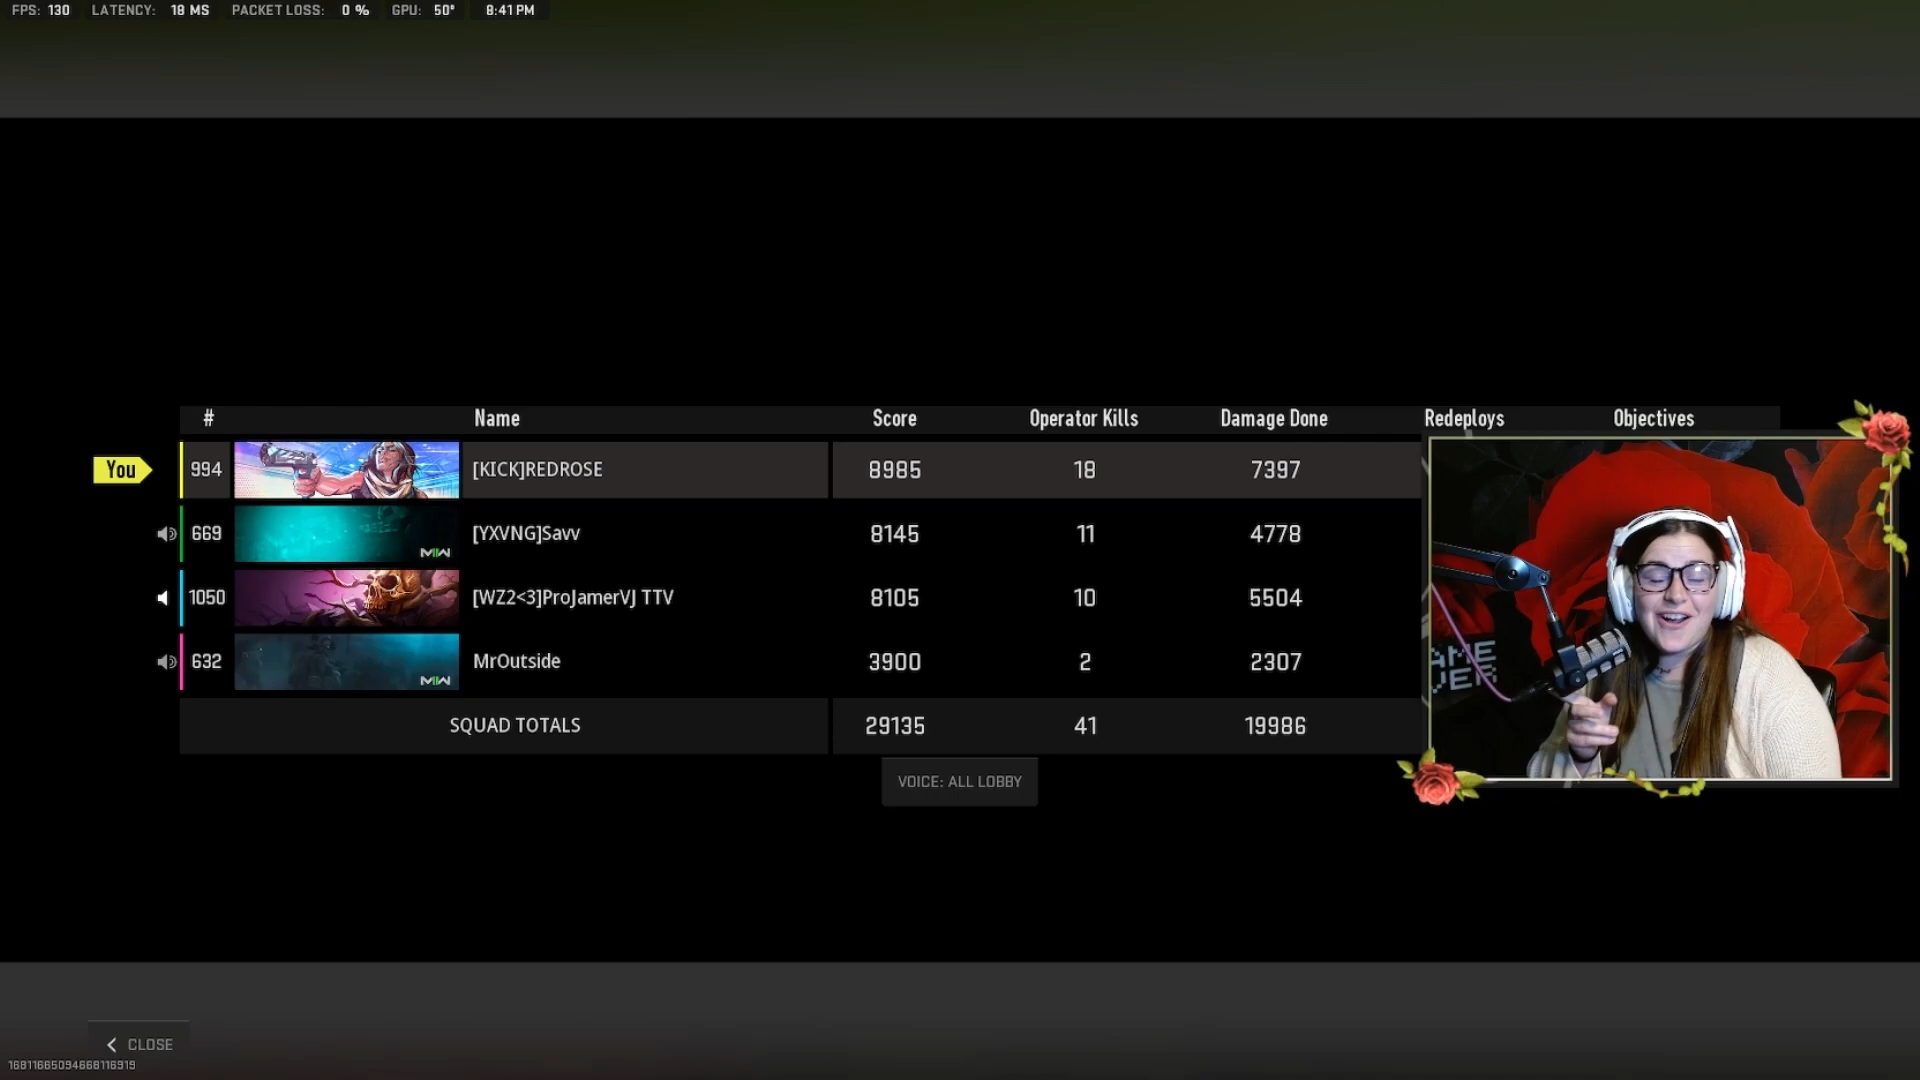 FPS: 130 LATENCY: 18 MS PACKET LOSS: 0 % GPU: 50° 8:41 PM
# Name Score Operator Kills Damage Done Redeploys Objectives
You 994 [KICK]REDROSE 8985 18 7397
669 MW [YXVNG]Savv 8145 11 4778
1050 [WZ2<3]ProJamerVJ TTV 8105 10 5504
632 MW MrOutside 3900 2 2307
SQUAD TOTALS 29135 41 19986
VOICE: ALL LOBBY
CLOSE